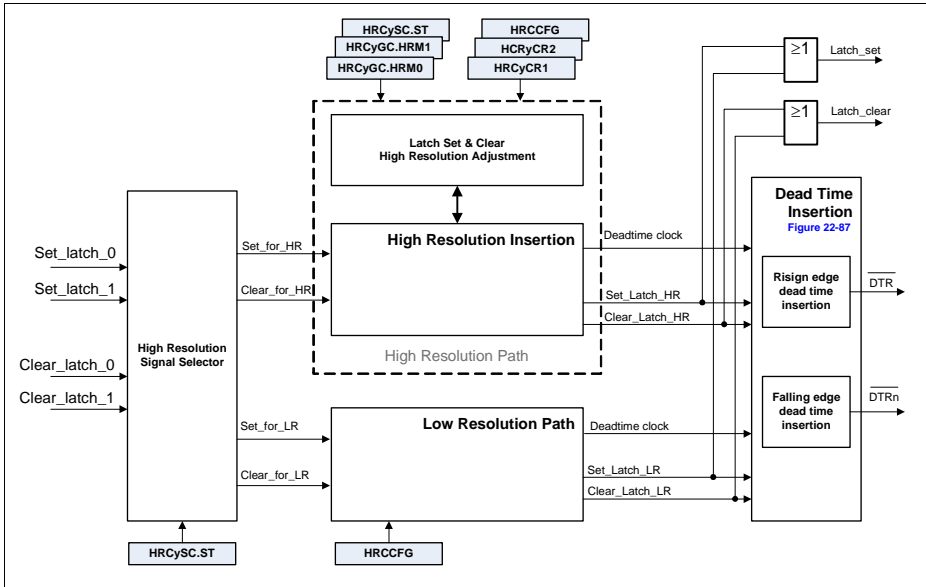 HRCySC.ST
HRCyGC.HRM1
HRCyGC.HRM0
HRCCFG
HCRyCR2
HRCyCR1
≥1
Latch_set
≥1
Latch_clear
Latch Set & Clear
High Resolution Adjustment
High Resolution Insertion
High Resolution Path
Set_latch_0
Set_latch_1
Clear_latch_0
Clear_latch_1
High Resolution
Signal Selector
Set_for_HR
Clear_for_HR
Set_for_LR
Clear_for_LR
Deadtime clock
Set_Latch_HR
Clear_Latch_HR
Low Resolution Path
Deadtime clock
Set_Latch_LR
Clear_Latch_LR
Dead Time
Insertion
Figure 22-87
Risign edge
dead time
insertion
DTR
Falling edge
dead time
insertion
DTRn
HRCySC.ST
HRCCFG